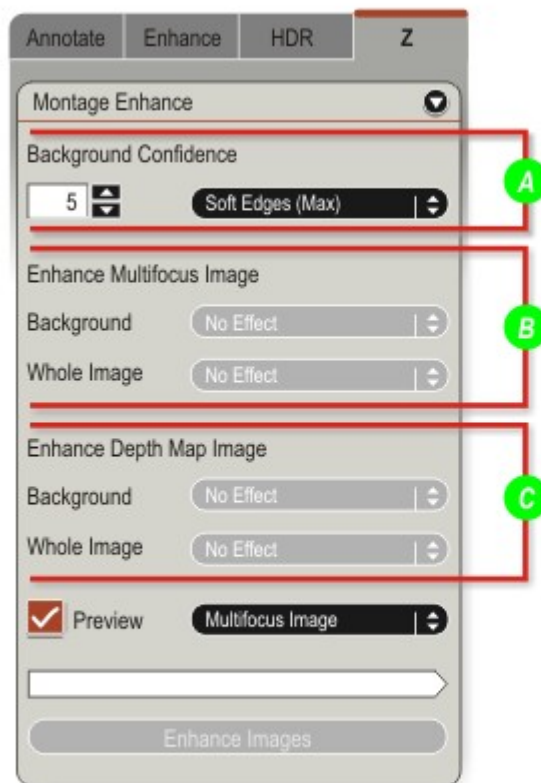 Annotate Enhance HDR Z
Montage Enhance
Background Confidence
A
5 Soft Edges (Max)
Enhance Multifocus Image
Background No Effect
B
Whole Image No Effect
Enhance Depth Map Image
Background No Effect
C
Whole Image No Effect
Preview Multifocus Image
Enhance Images